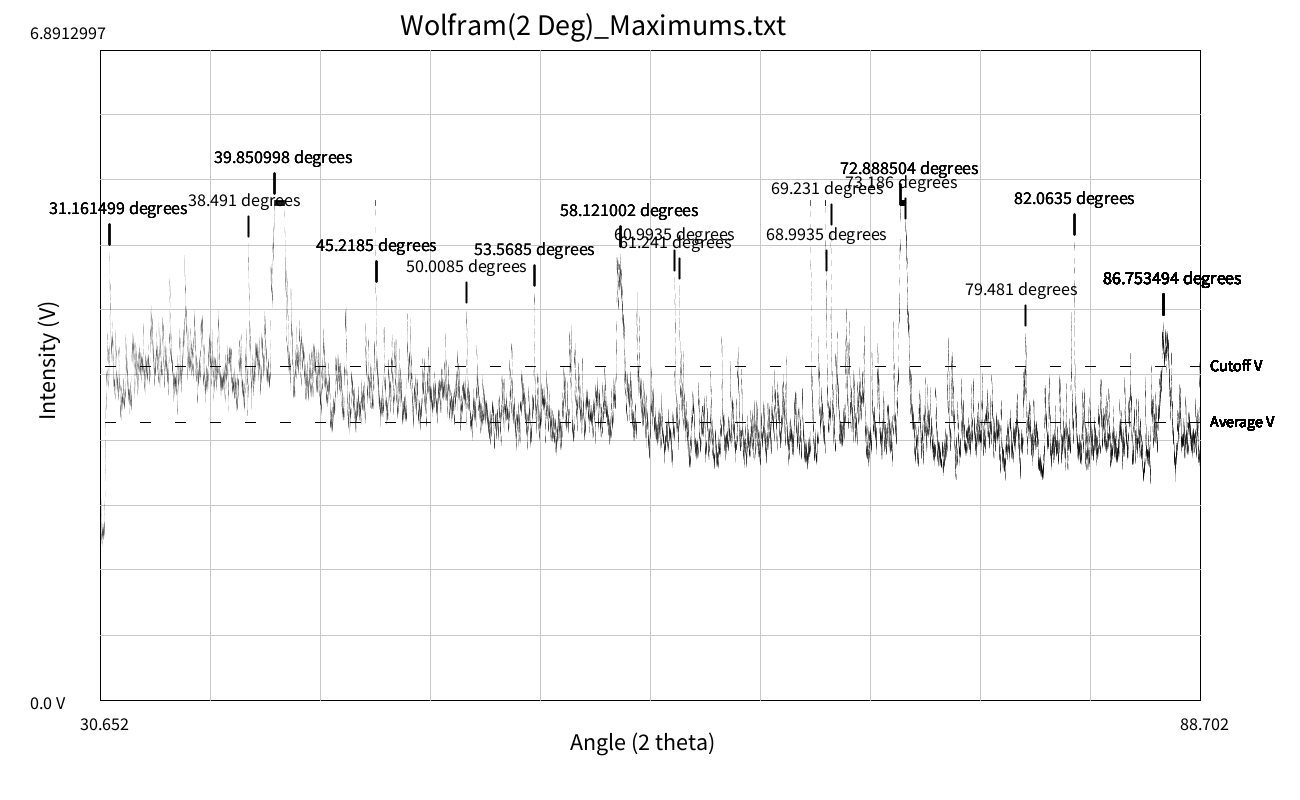 Wolfram(2 Deg)_Maximums.txt
6.8912997
39.850998 degrees
72.888504 degrees
73.186 degrees
69.231 degrees
82.0635 degrees
38.491 degrees
31.161499 degrees
58.121002 degrees
60.9935 degrees
68.9935 degrees
61.241 degrees
45.2185 degrees
53.5685 degrees
50.0085 degrees
86.753494 degrees
79.481 degrees
Intensity (V)
Cutoff V
Average V
0.0 V
30.652
88.702
Angle (2 theta)